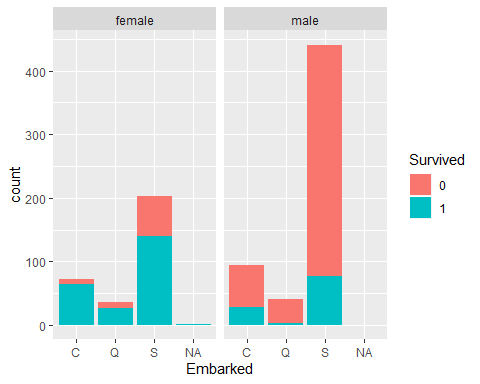 female male
400
300
200
100
0
count
C Q S NA C Q S NA
Embarked
Survived
0
1